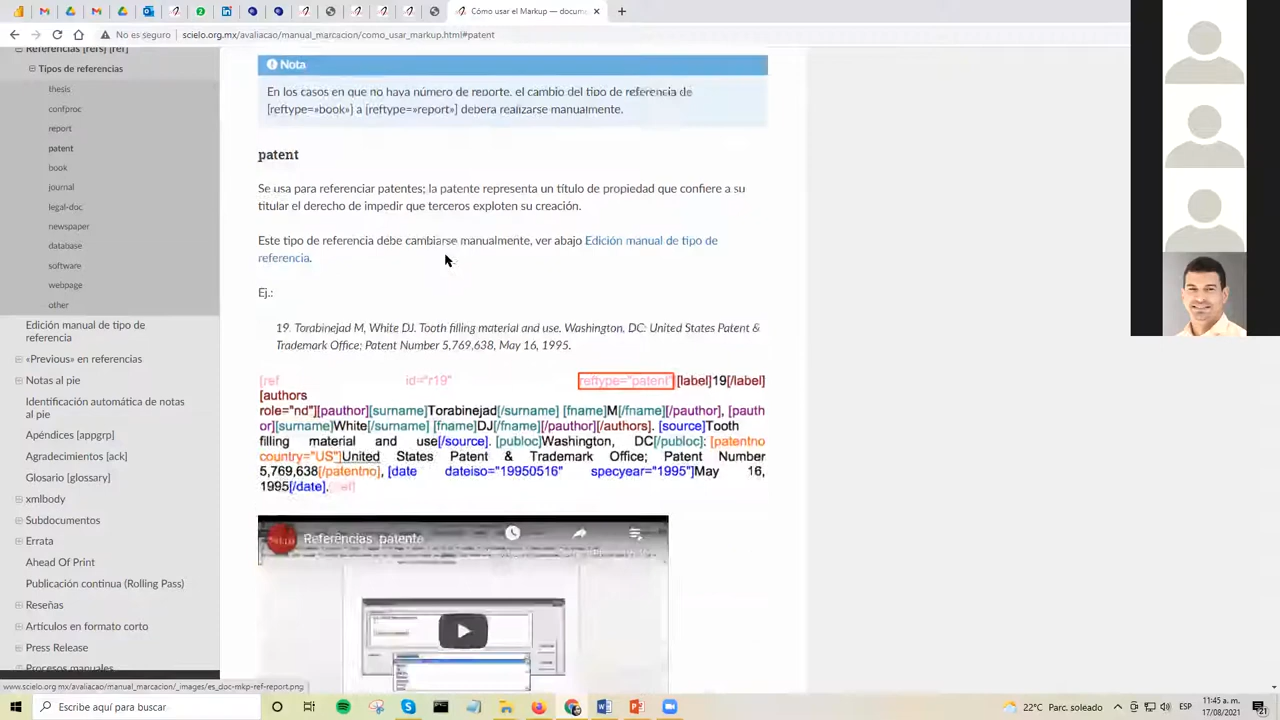 Cómo usar el Markup — docume
No es seguro
scielo.org.mx/avaliacao/manual_marcacion/como_usar_markup.html#patent
Referencias [refs] [ref]
Tipos de referencias
thesis
confproc
report
patent
book
journal
legal-doc
newspaper
database
software
webpage
other
Edición manual de tipo de
referencia
«Previous» en referencias
Notas al pie
Identificación automática de notas
al pie
Apéndices [appgrp]
Agradecimientos [ack]
Glosario [glossary]
xmlbody
Subdocumentos
Errata
Ahead Of Print
Publicación continua (Rolling Pass)
Reseñas
Artículos en formato corto
Press Release
Procesos manuales
Nota
En los casos en que no haya número de reporte, el cambio del tipo de referencia de
[reftype=»book»] a [reftype=»report»] debera realizarse manualmente.
patent
Se usa para referenciar patentes; la patente representa un título de propiedad que confiere a su
titular el derecho de impedir que terceros exploten su creación.
Este tipo de referencia debe cambiarse manualmente, ver abajo Edición manual de tipo de
referencia.
Ej.:
19. Torabinejad M, White DJ. Tooth filling material and use. Washington, DC: United States Patent &
Trademark Office; Patent Number 5,769,638, May 16, 1995.
[ref id="r19" reftype="patent"][label]19[/label]
[authors
role="nd"][pauthor][surname]Torabinejad[/surname] [fname]M[/fname][/pauthor], [pauth
or][surname]White[/surname] [fname]DJ[/fname][/pauthor][/authors]. [source]Tooth
filling material and use[/source]. [publoc]Washington, DC[/publoc]: [patentno
country="US"]United States Patent & Trademark Office; Patent Number
5,769,638[/patentno], [date dateiso="19950516" specyear="1995"]May 16,
1995[/date].[/ref]
Referencias patente
www.scielo.org.mx/avaliacao/manual_marcacion/_images/es_doc-mkp-ref-report.png
Escribe aquí para buscar
22°C Parc. soleado
ESP
11:45 a. m.
17/08/2021